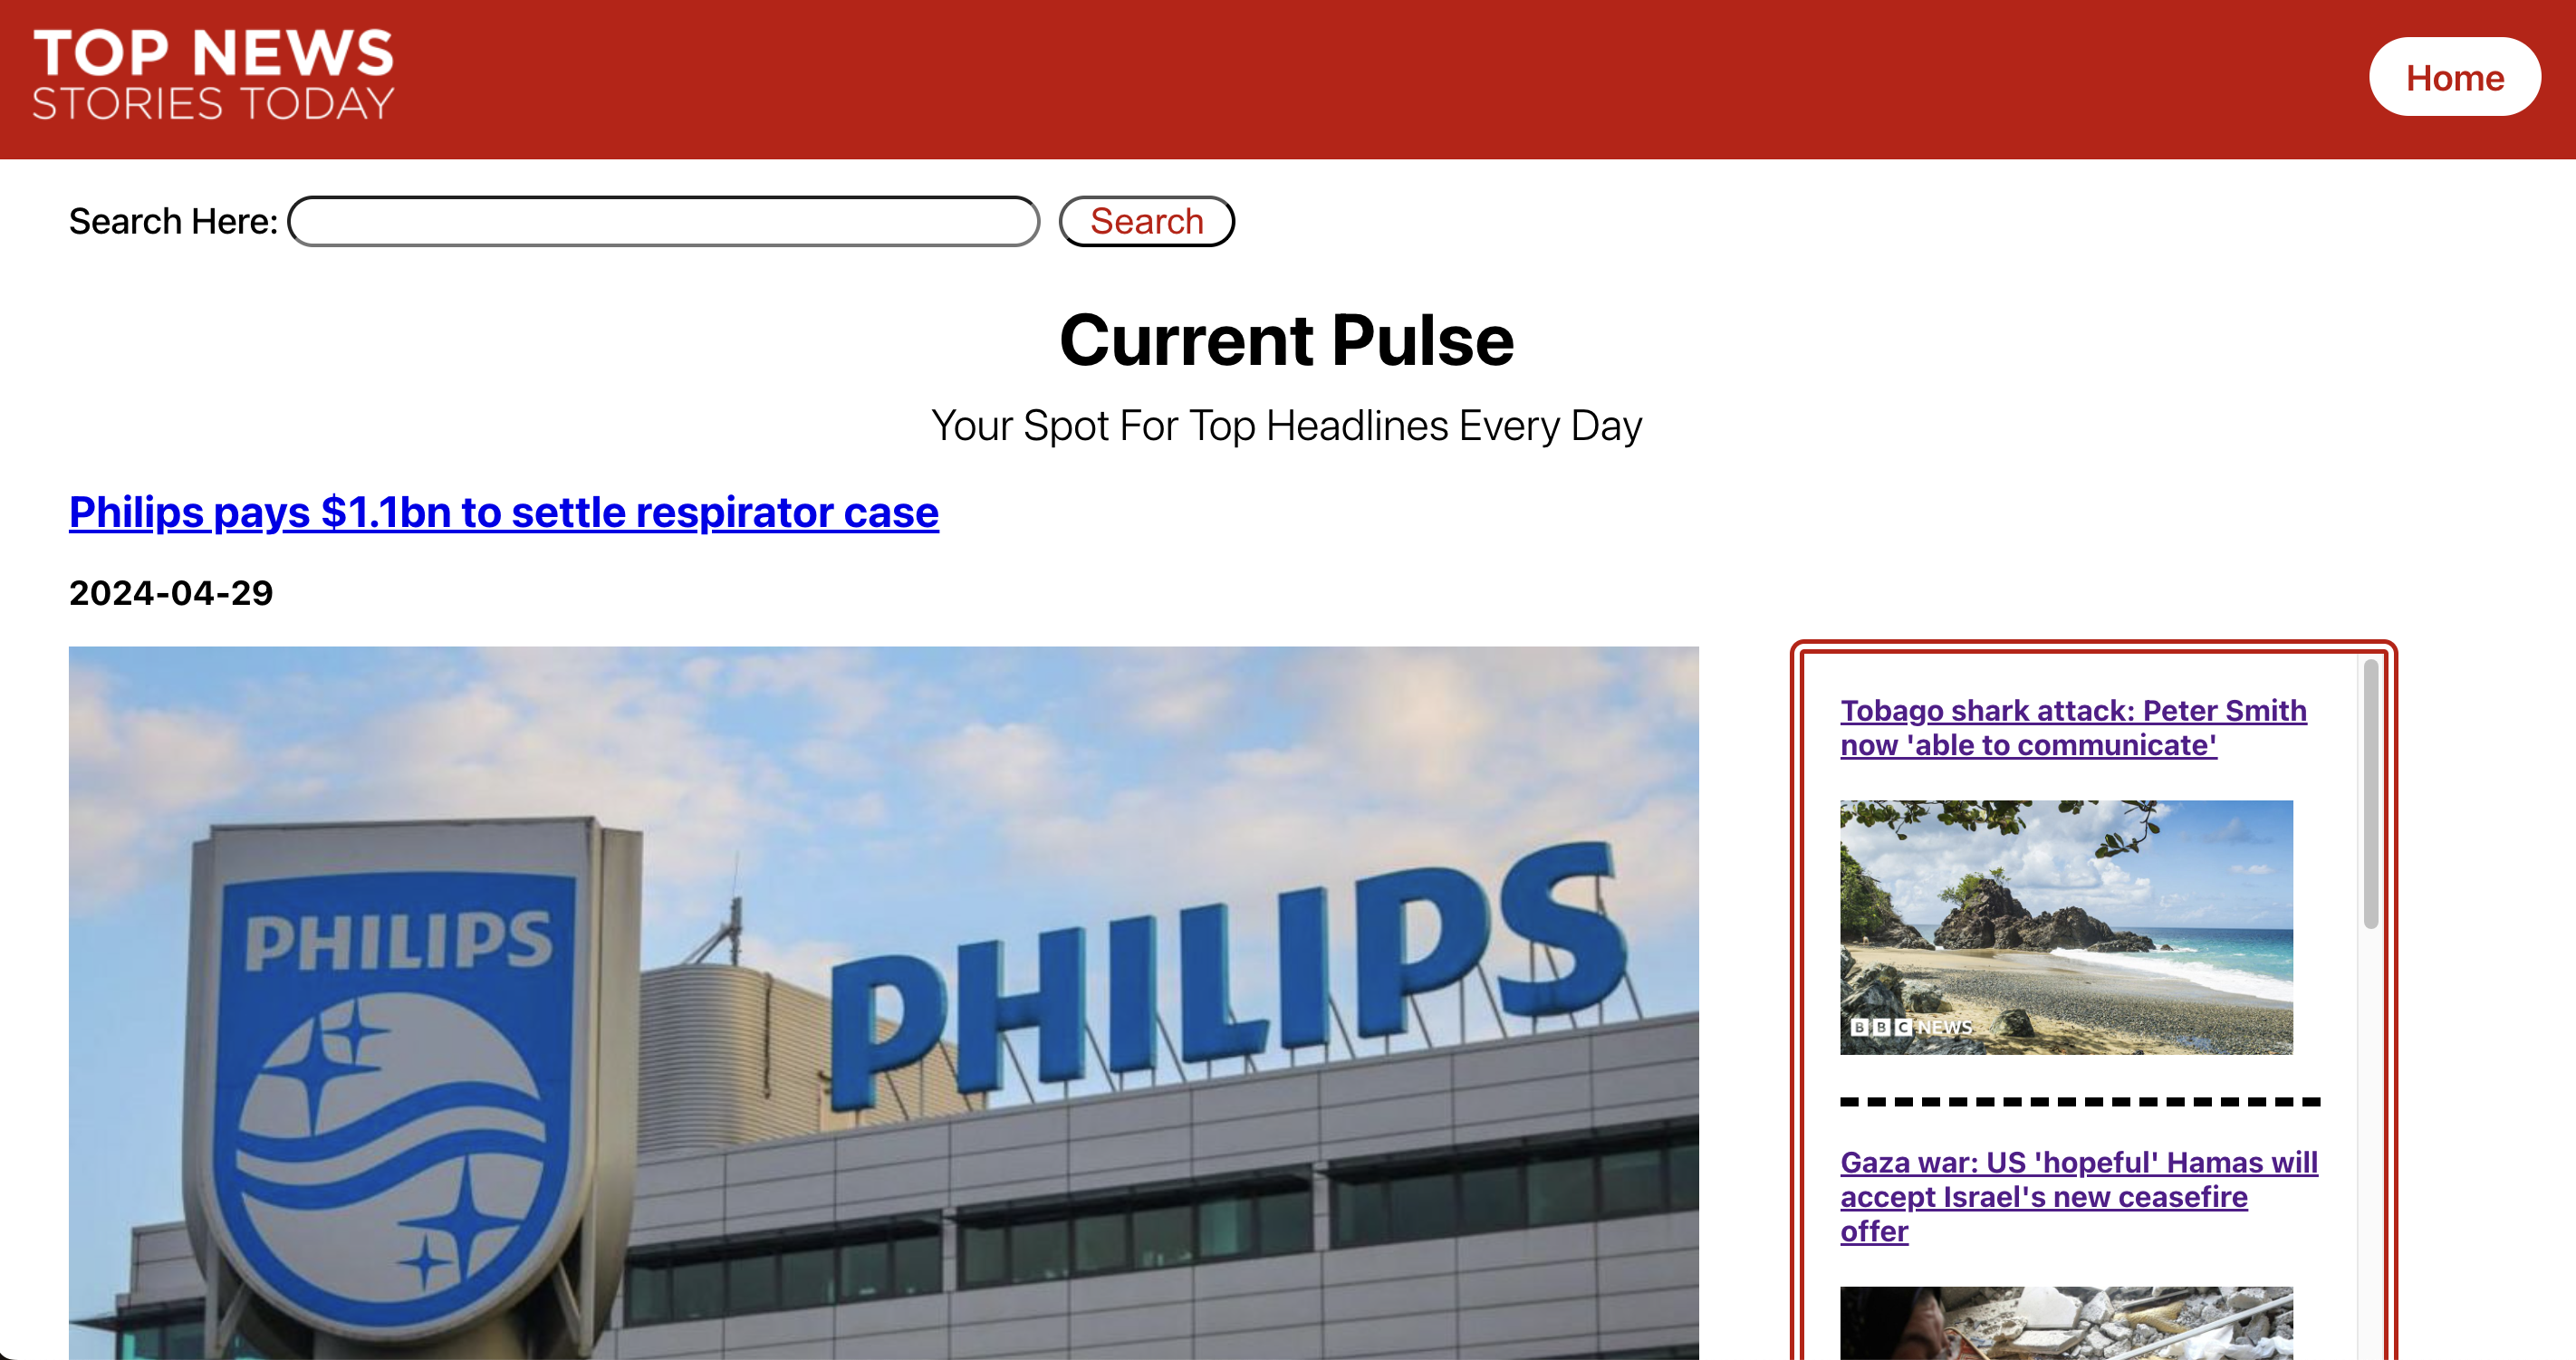 TOP NEWS
STORIES TODAY
Home
Search Here:
Search
Current Pulse
Your Spot For Top Headlines Every Day
Philips pays $1.1bn to settle respirator case
2024-04-29
PHILIPS
PHILIPS
Tobago shark attack: Peter Smith
now 'able to communicate'
BBC NEWS
Gaza war: US 'hopeful' Hamas will
accept Israel's new ceasefire
offer